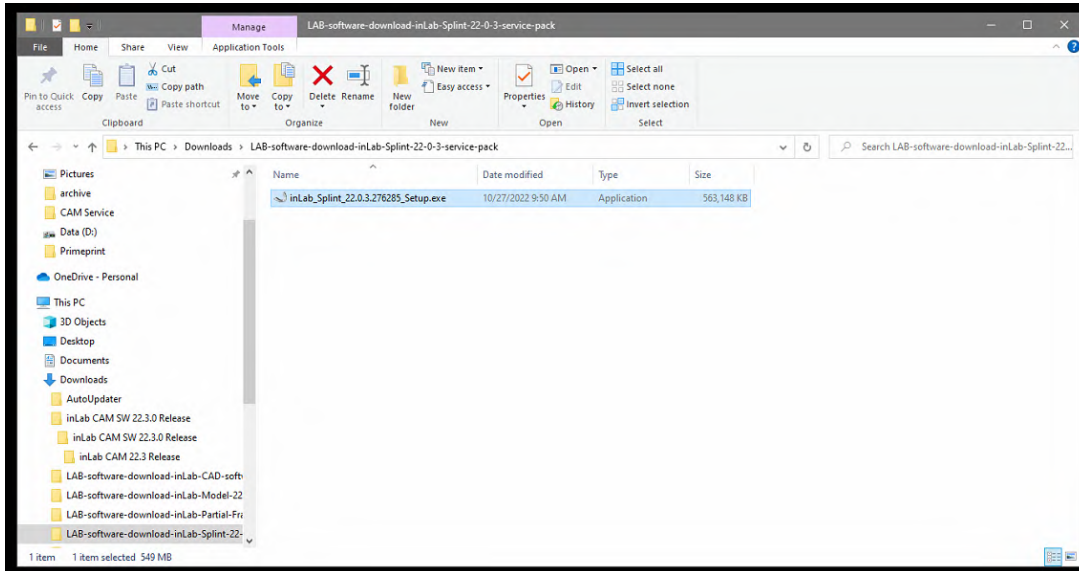 Manage
LAB-software-download-inLab-Splint-22-0-3-service-pack
File
Home
Share
View
Application Tools
Pin to Quick access
Copy
Paste
Cut
Copy path
Paste shortcut
Clipboard
Move to
Copy to
Delete
Rename
Organize
New folder
New item
Easy access
New
Properties
Open
Edit
History
Open
Select all
Select none
Invert selection
Select
This PC > Downloads > LAB-software-download-inLab-Splint-22-0-3-service-pack
Search LAB-software-download-inLab-Splint-22...
Name
Date modified
Type
Size
inLab_Splint_22.0.3.276285_Setup.exe
10/27/2022 9:50 AM
Application
563,148 KB
Pictures
archive
CAM Service
Data (D:)
Primeprint
OneDrive - Personal
This PC
3D Objects
Desktop
Documents
Downloads
AutoUpdater
inLab CAM SW 22.3.0 Release
inLab CAM SW 22.3.0 Release
inLab CAM 22.3 Release
LAB-software-download-inLab-CAD-soft
LAB-software-download-inLab-Model-22
LAB-software-download-inLab-Partial-Fra
LAB-software-download-inLab-Splint-22-
1 item
1 item selected 549 MB